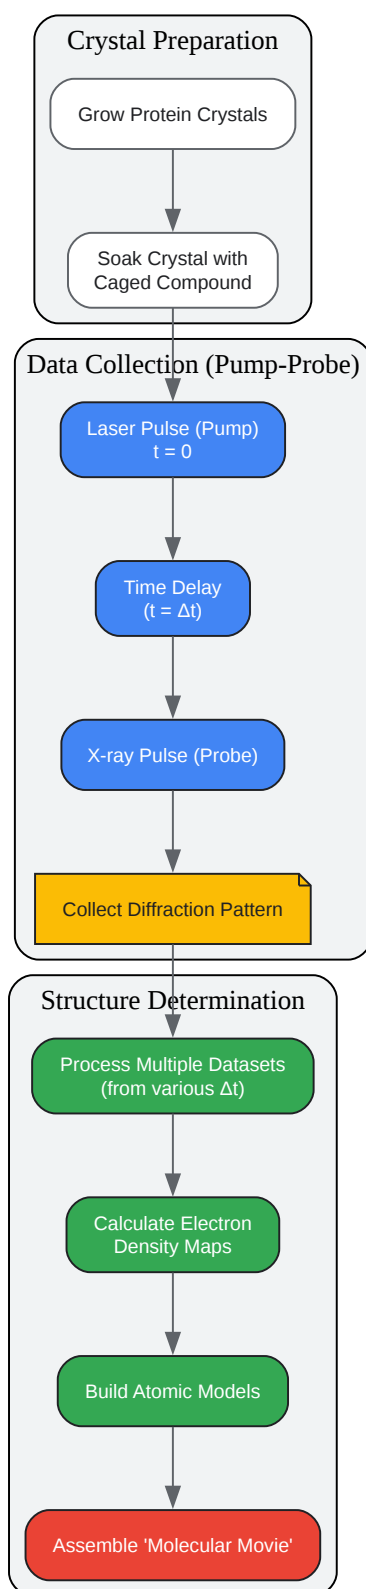 Crystal Preparation
Grow Protein Crystals
Soak Crystal with
Caged Compound
Data Collection (Pump-Probe)
Laser Pulse (Pump)
t = 0
Time Delay
(t = Δt)
X-ray Pulse (Probe)
Collect Diffraction Pattern
Structure Determination
Process Multiple Datasets
(from various Δt)
Calculate Electron
Density Maps
Build Atomic Models
Assemble 'Molecular Movie'